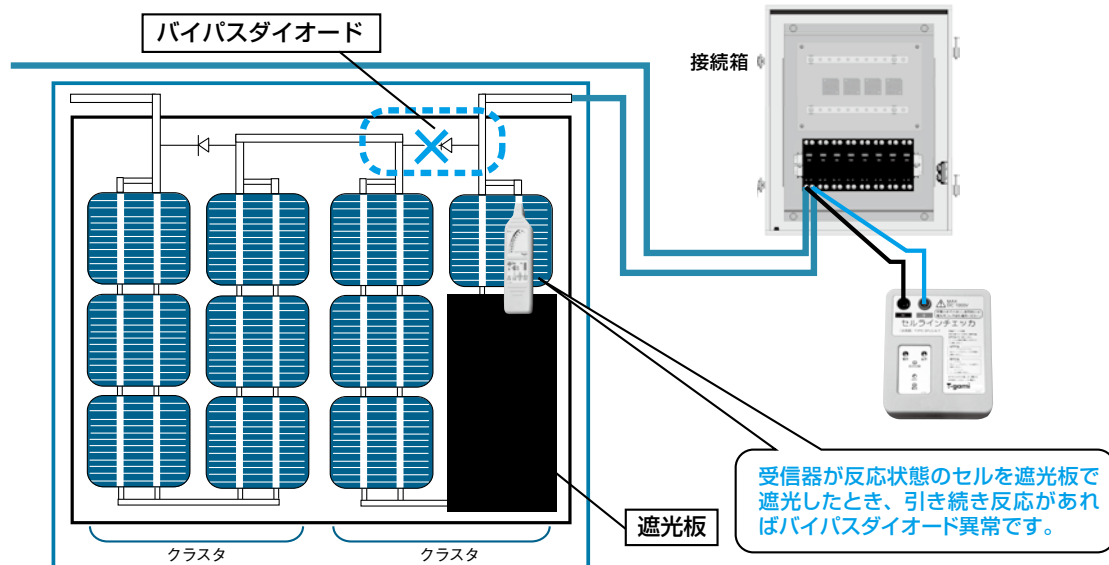 バイパスダイオード
接続箱
セルラインチェッカ
T-gami
受信器が反応状態のセルを遮光板で
遮光したとき、引き続き反応があれ
ばバイパスダイオード異常です。
遮光板
クラスタ
クラスタ